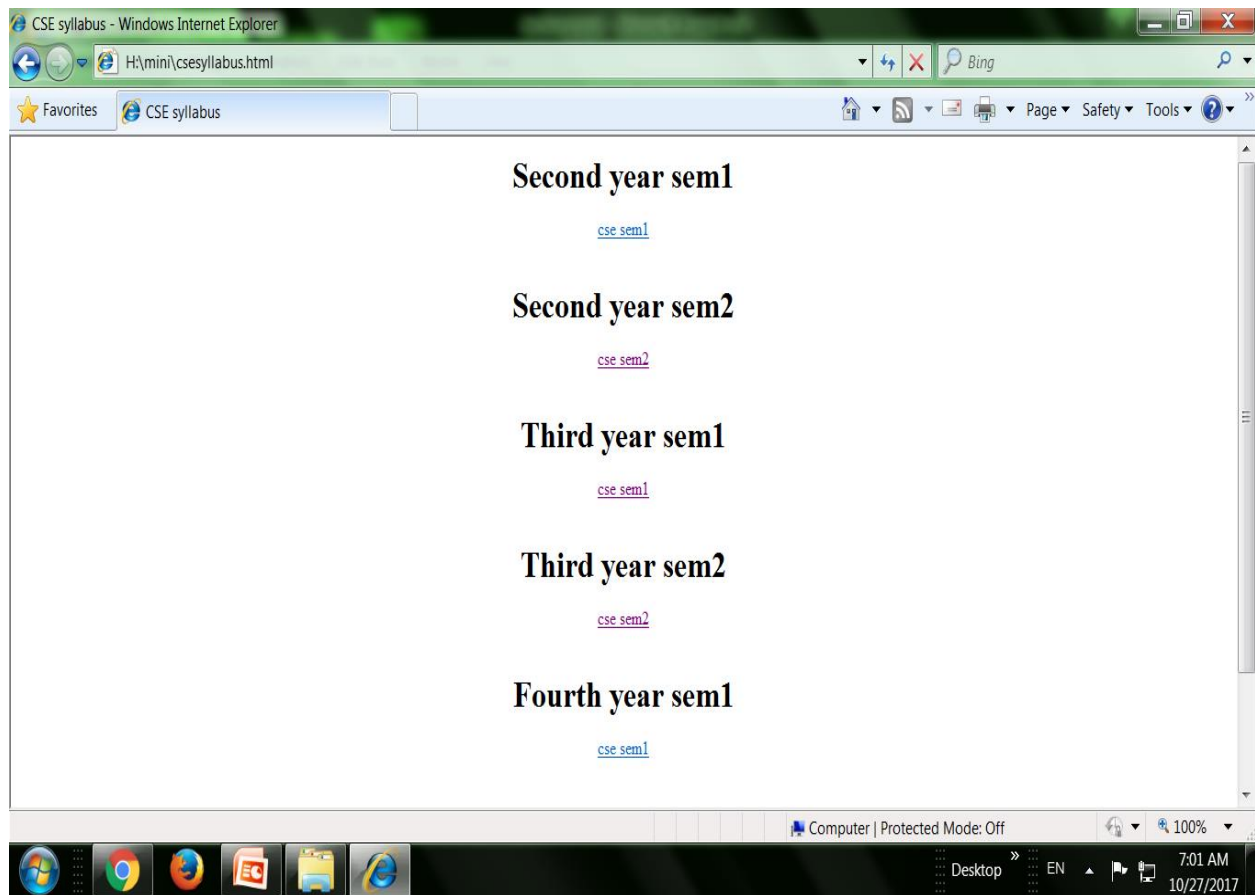 CSE syllabus - Windows Internet Explorer
H:\mini\csesyllabus.html
Bing
Favorites
CSE syllabus
Page
Safety
Tools
Second year sem1
cse sem1
Second year sem2
cse sem2
Third year sem1
cse sem1
Third year sem2
cse sem2
Fourth year sem1
cse sem1
Computer | Protected Mode: Off
100%
Desktop
EN
7:01 AM
10/27/2017